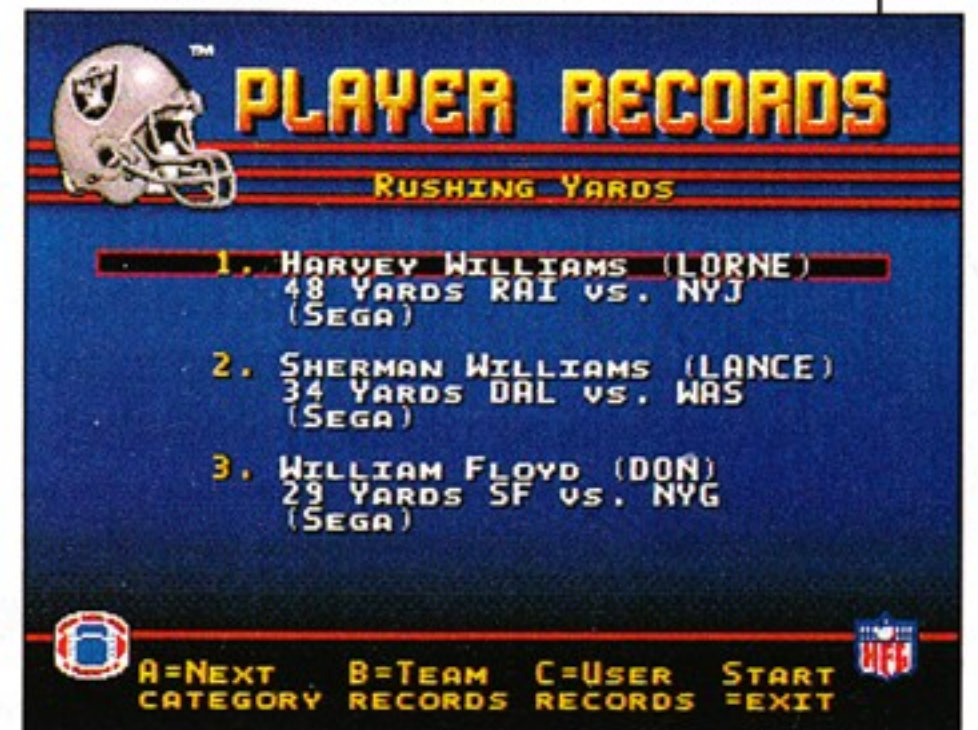 ™
PLAYER RECORDS
RUSHING YARDS
1. HARVEY WILLIAMS (LORNE)
48 YARDS RAI VS. NYJ
(SEGA)
2. SHERMAN WILLIAMS (LANCE)
34 YARDS DAL VS. WAS
(SEGA)
3. WILLIAM FLOYD (DON)
29 YARDS SF VS. NYG
(SEGA)
A=NEXT CATEGORY
B=TEAM RECORDS
C=USER RECORDS
START =EXIT